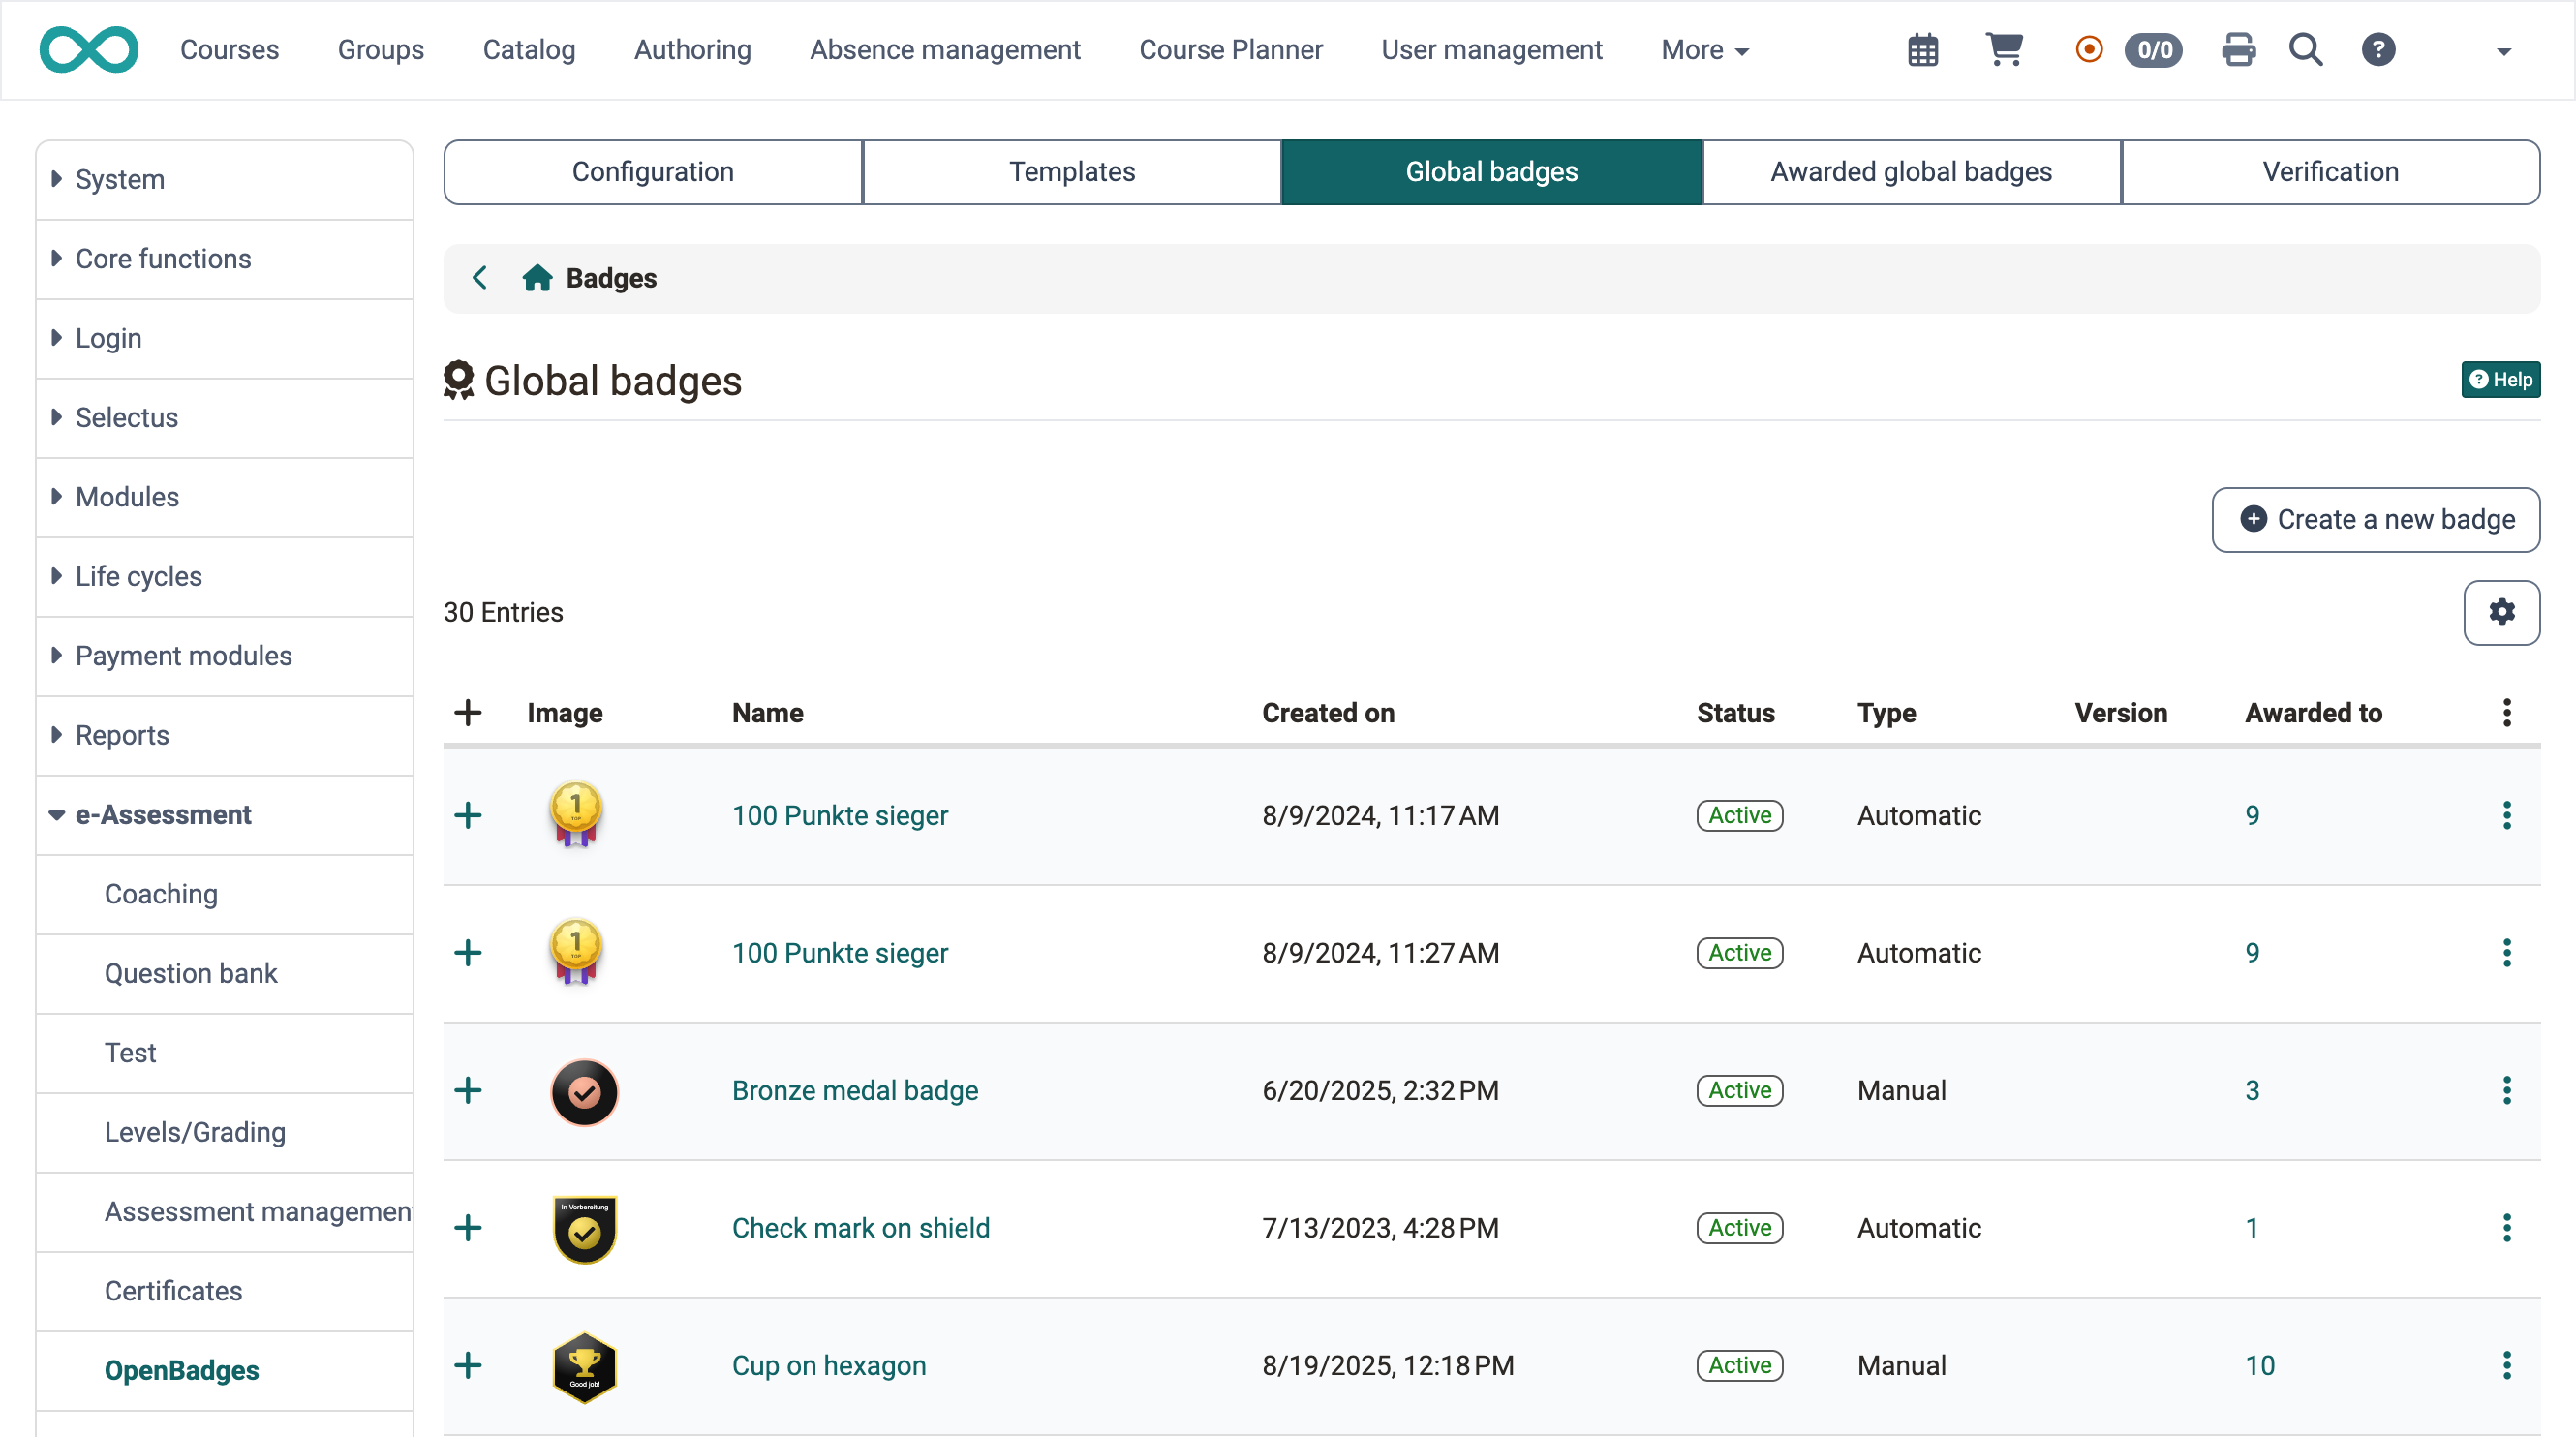 Courses Groups Catalog Authoring Absence management Course Planner User management More 0/0
System
Core functions
Login
Selectus
Modules
Life cycles
Payment modules
Reports
e-Assessment
Coaching
Question bank
Test
Levels/Grading
Assessment managemen
Certificates
OpenBadges
Configuration Templates Global badges Awarded global badges Verification
Badges
Global badges
Help
Create a new badge
30 Entries
Image Name Created on Status Type Version Awarded to
1 TOP 100 Punkte sieger 8/9/2024, 11:17 AM Active Automatic 9
1 TOP 100 Punkte sieger 8/9/2024, 11:27 AM Active Automatic 9
Bronze medal badge 6/20/2025, 2:32 PM Active Manual 3
In Vorbereitung Check mark on shield 7/13/2023, 4:28 PM Active Automatic 1
Good job! Cup on hexagon 8/19/2025, 12:18 PM Active Manual 10